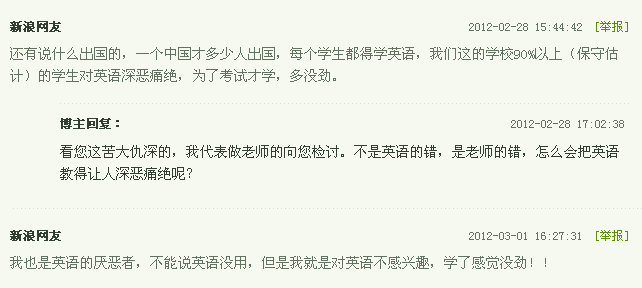 新浪网友 2012-02-28 15:44:42 [举报]
还有说什么出国的，一个中国才多少人出国，每个学生都得学英语，我们这的学校90%以上（保守估
计）的学生对英语深恶痛绝，为了考试才学，多没劲。
博主回复： 2012-02-28 17:02:38
看您这苦大仇深的，我代表做老师的向您检讨。不是英语的错，是老师的错，怎么会把英语
教得让人深恶痛绝呢？
新浪网友 2012-03-01 16:27:31 [举报]
我也是英语的厌恶者，不能说英语没用，但是我就是对英语不感兴趣，学了感觉没劲！！